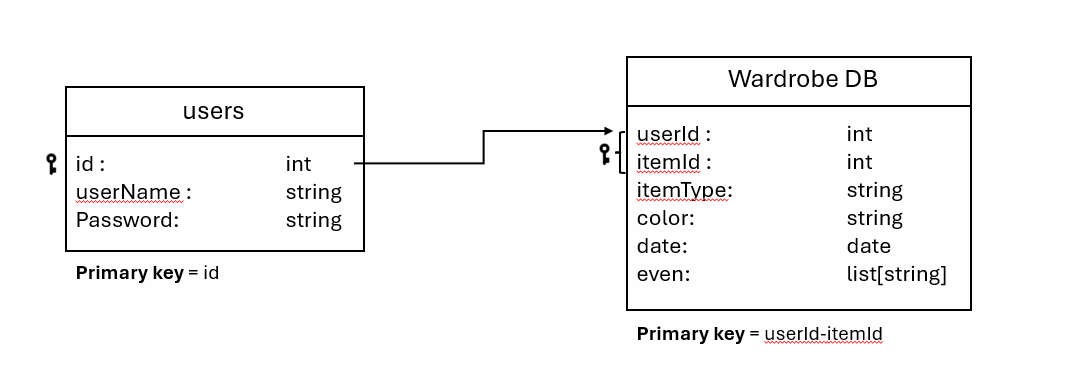 users
id : int
userName : string
Password: string
Primary key = id
Wardrobe DB
userId : int
itemId : int
itemType: string
color: string
date: date
even: list[string]
Primary key = userId-itemId